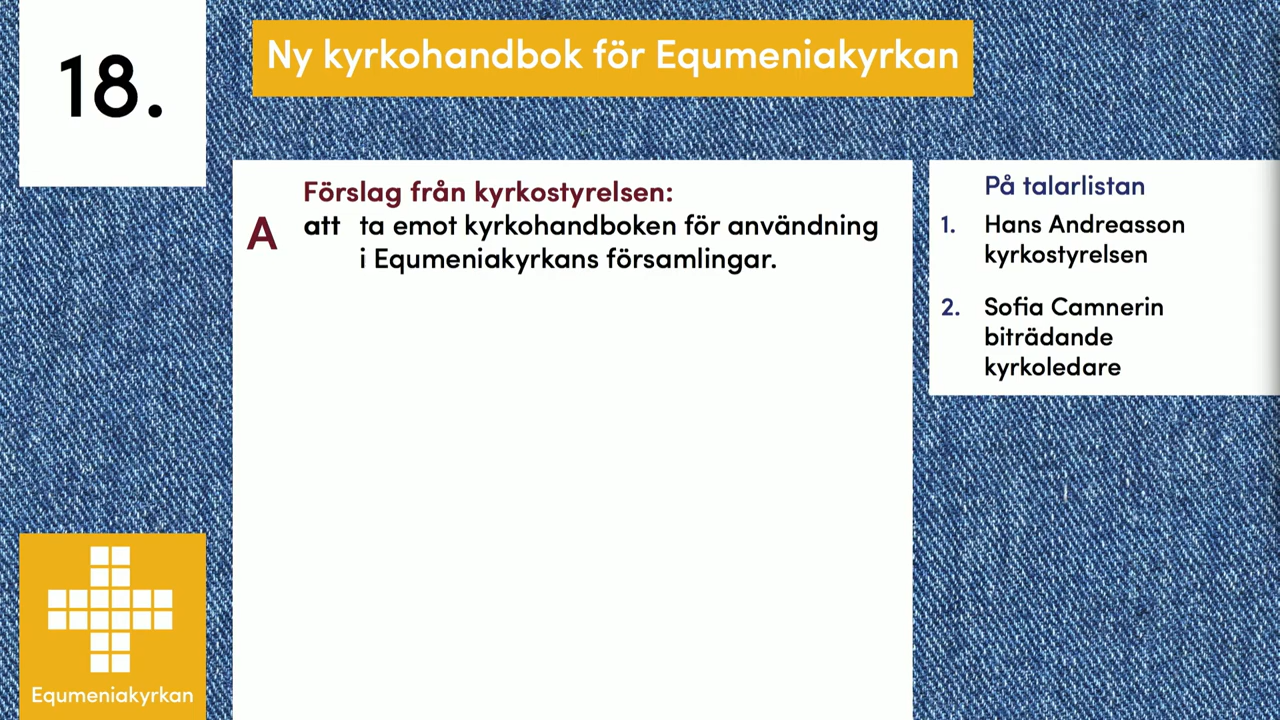 18.
Ny kyrkohandbok för Equmeniakyrkan
Förslag från kyrkostyrelsen:
A att ta emot kyrkohandboken för användning
i Equmeniakyrkans församlingar.
På talarlistan
1. Hans Andreasson
kyrkostyrelsen
2. Sofia Camnerin
biträdande
kyrkoledare
Equmeniakyrkan